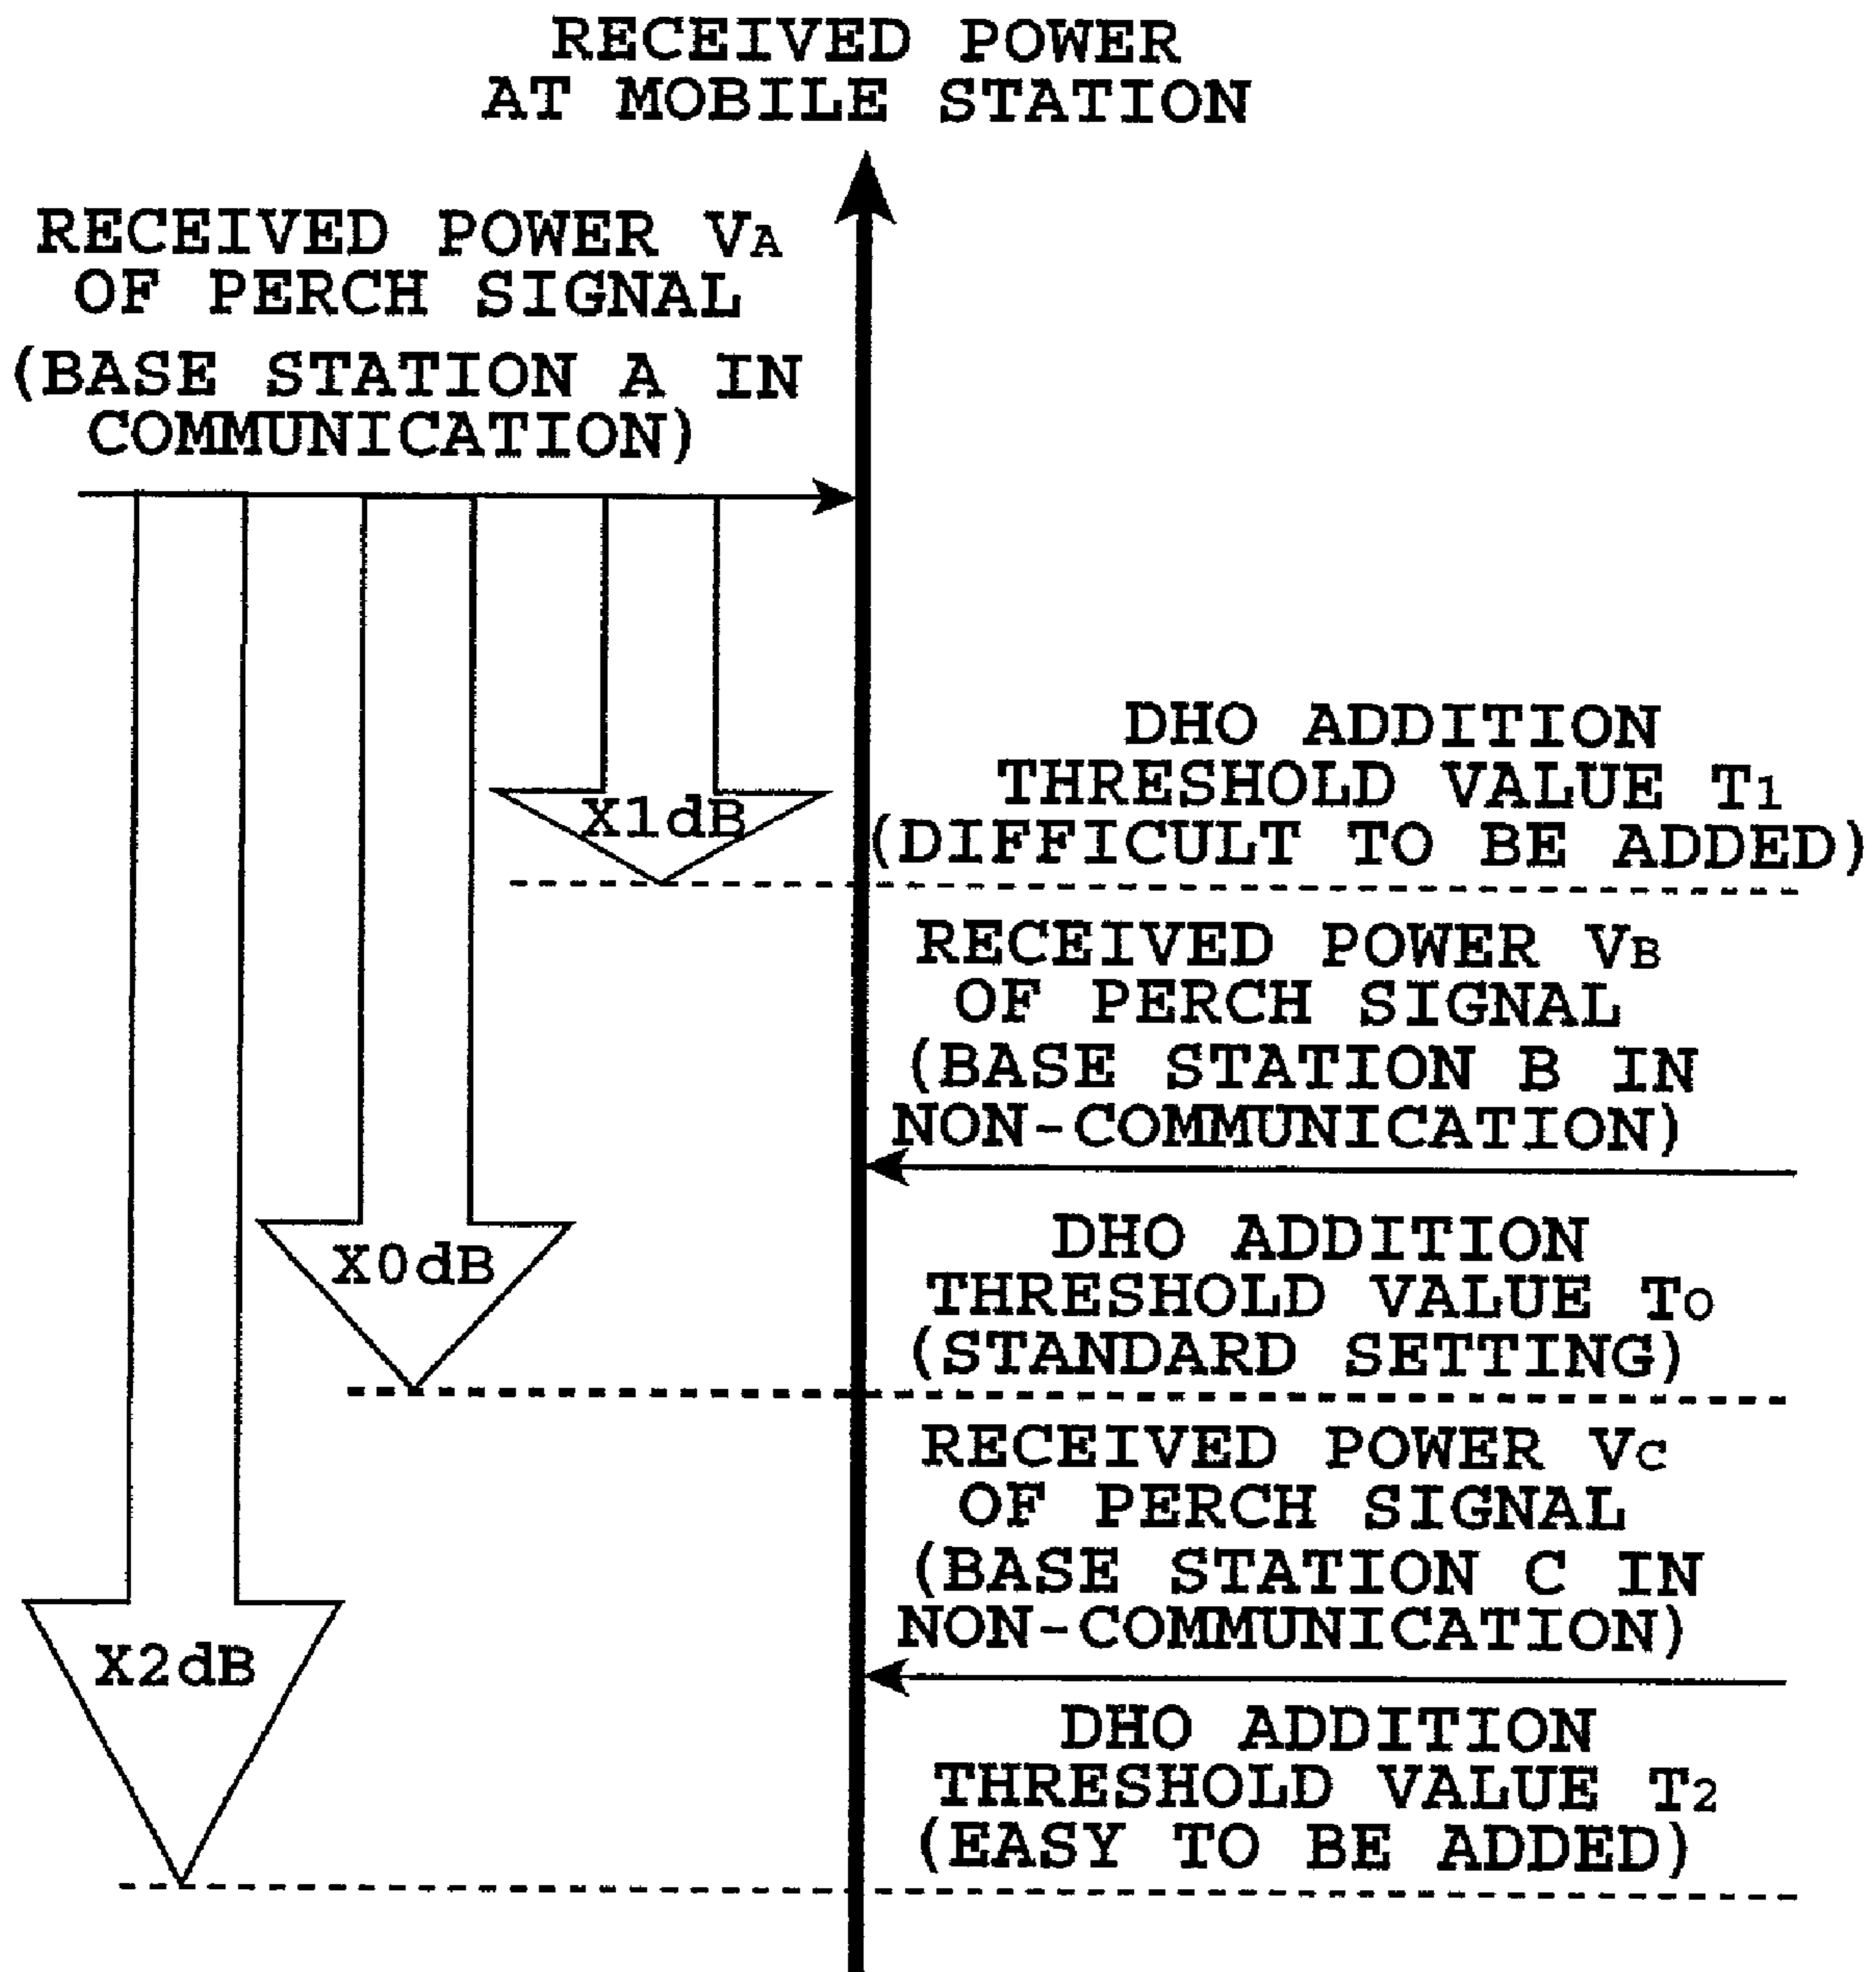 RECEIVED POWER
AT MOBILE STATION
RECEIVED POWER VA
OF PERCH SIGNAL
(BASE STATION A IN
COMMUNICATION)
X1dB
DHO ADDITION
THRESHOLD VALUE T1
(DIFFICULT TO BE ADDED)
RECEIVED POWER VB
OF PERCH SIGNAL
(BASE STATION B IN
NON-COMMUNICATION)
X0dB
DHO ADDITION
THRESHOLD VALUE T0
(STANDARD SETTING)
RECEIVED POWER VC
OF PERCH SIGNAL
(BASE STATION C IN
NON-COMMUNICATION)
X2dB
DHO ADDITION
THRESHOLD VALUE T2
(EASY TO BE ADDED)